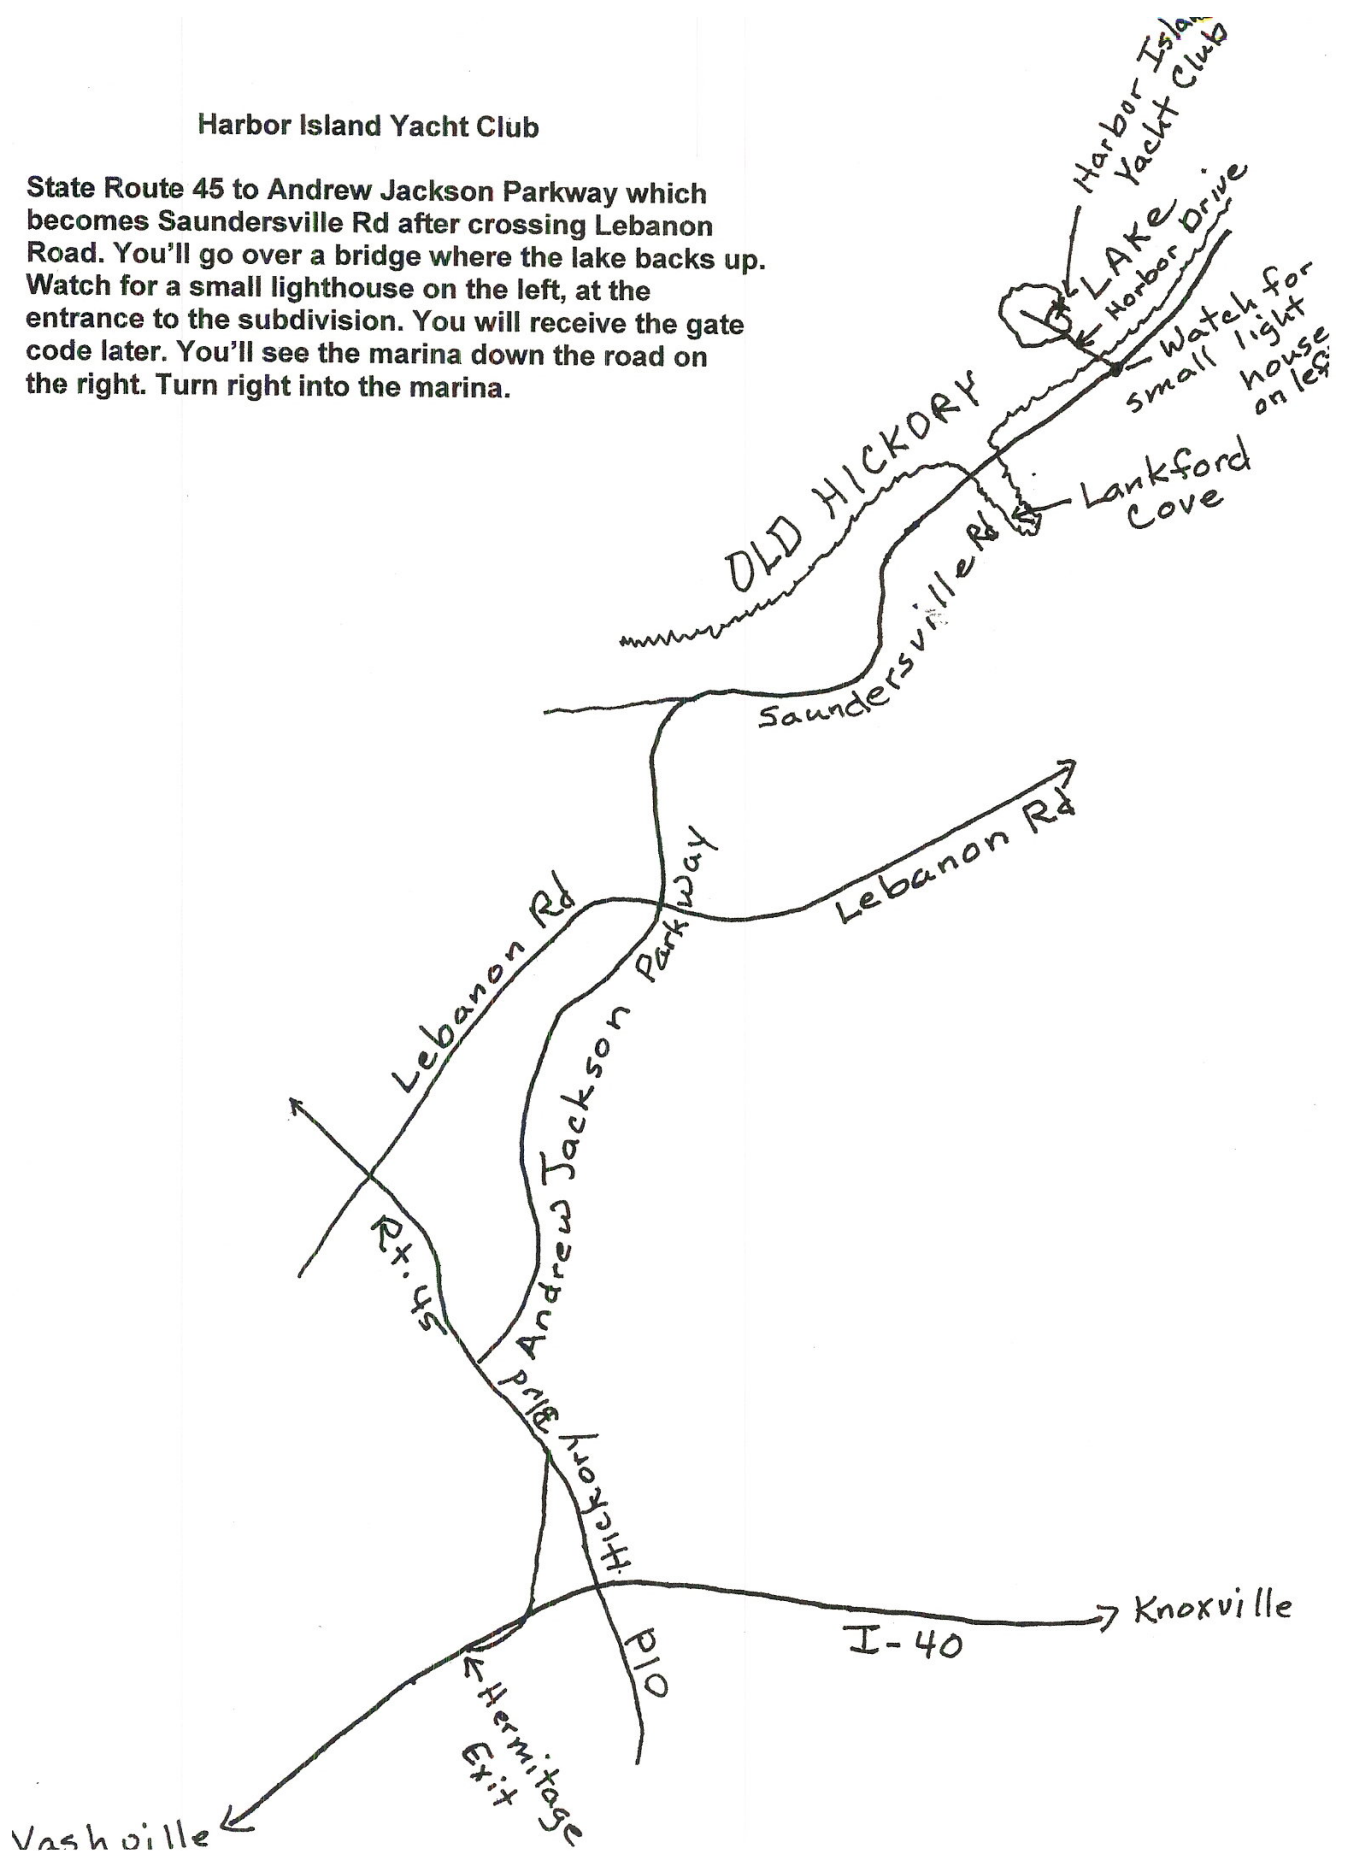 Harbor Island Yacht Club
State Route 45 to Andrew Jackson Parkway which
becomes Saundersville Rd after crossing Lebanon
Road. You'll go over a bridge where the lake backs up.
Watch for a small lighthouse on the left, at the
entrance to the subdivision. You will receive the gate
code later. You'll see the marina down the road on
the right. Turn right into the marina.
Harbor Islan
Yacht Club
LAKE
Harbor Drive
Watch for
small light
house
on lef
OLD HICKORY
Lankford
Cove
Saundersville Rd
Lebanon Rd
Lebanon Rd
Andrew Jackson Parkway
Rt. 45
Old Hickory Blvd
Knoxville
I-40
Hermitage
Exit
Nashville